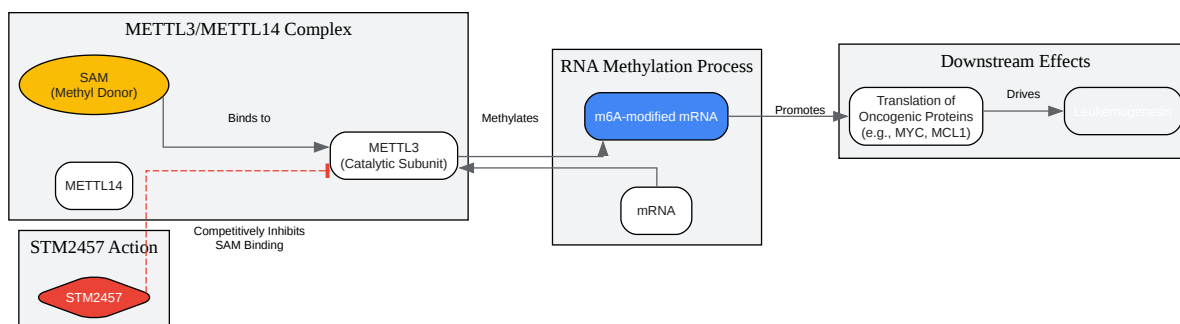 METTL3/METTL14 Complex
SAM
(Methyl Donor)
Binds to
METTL3
(Catalytic Subunit)
METTL14
Competitively Inhibits
SAM Binding
STM2457 Action
STM2457
Methylates
RNA Methylation Process
m6A-modified mRNA
mRNA
Promotes
Downstream Effects
Translation of
Oncogenic Proteins
(e.g., MYC, MCL1)
Drives
Leukemogenesis